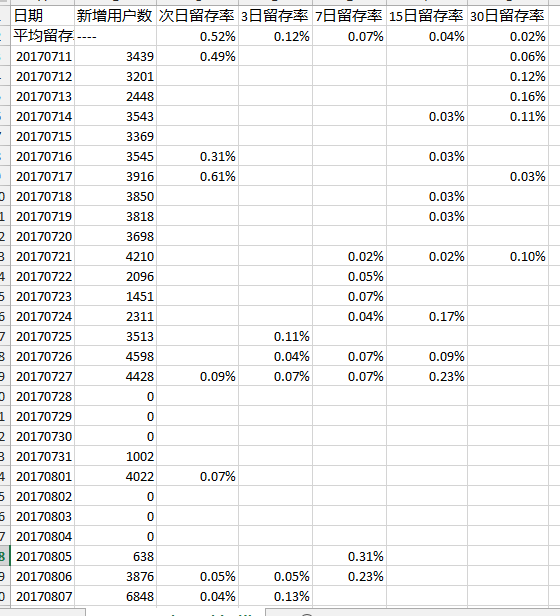 日期 新增用户数 次日留存率 3日留存率 7日留存率 15日留存率 30日留存率
平均留存 ---- 0.52% 0.12% 0.07% 0.04% 0.02%
20170711 3439 0.49% 0.06%
20170712 3201 0.12%
20170713 2448 0.16%
20170714 3543 0.03% 0.11%
20170715 3369
20170716 3545 0.31% 0.03%
20170717 3916 0.61% 0.03%
20170718 3850 0.03%
20170719 3818 0.03%
20170720 3698
20170721 4210 0.02% 0.02% 0.10%
20170722 2096 0.05%
20170723 1451 0.07%
20170724 2311 0.04% 0.17%
20170725 3513 0.11%
20170726 4598 0.04% 0.07% 0.09%
20170727 4428 0.09% 0.07% 0.07% 0.23%
20170728 0
20170729 0
20170730 0
20170731 1002
20170801 4022 0.07%
20170802 0
20170803 0
20170804 0
20170805 638 0.31%
20170806 3876 0.05% 0.05% 0.23%
20170807 6848 0.04% 0.13%